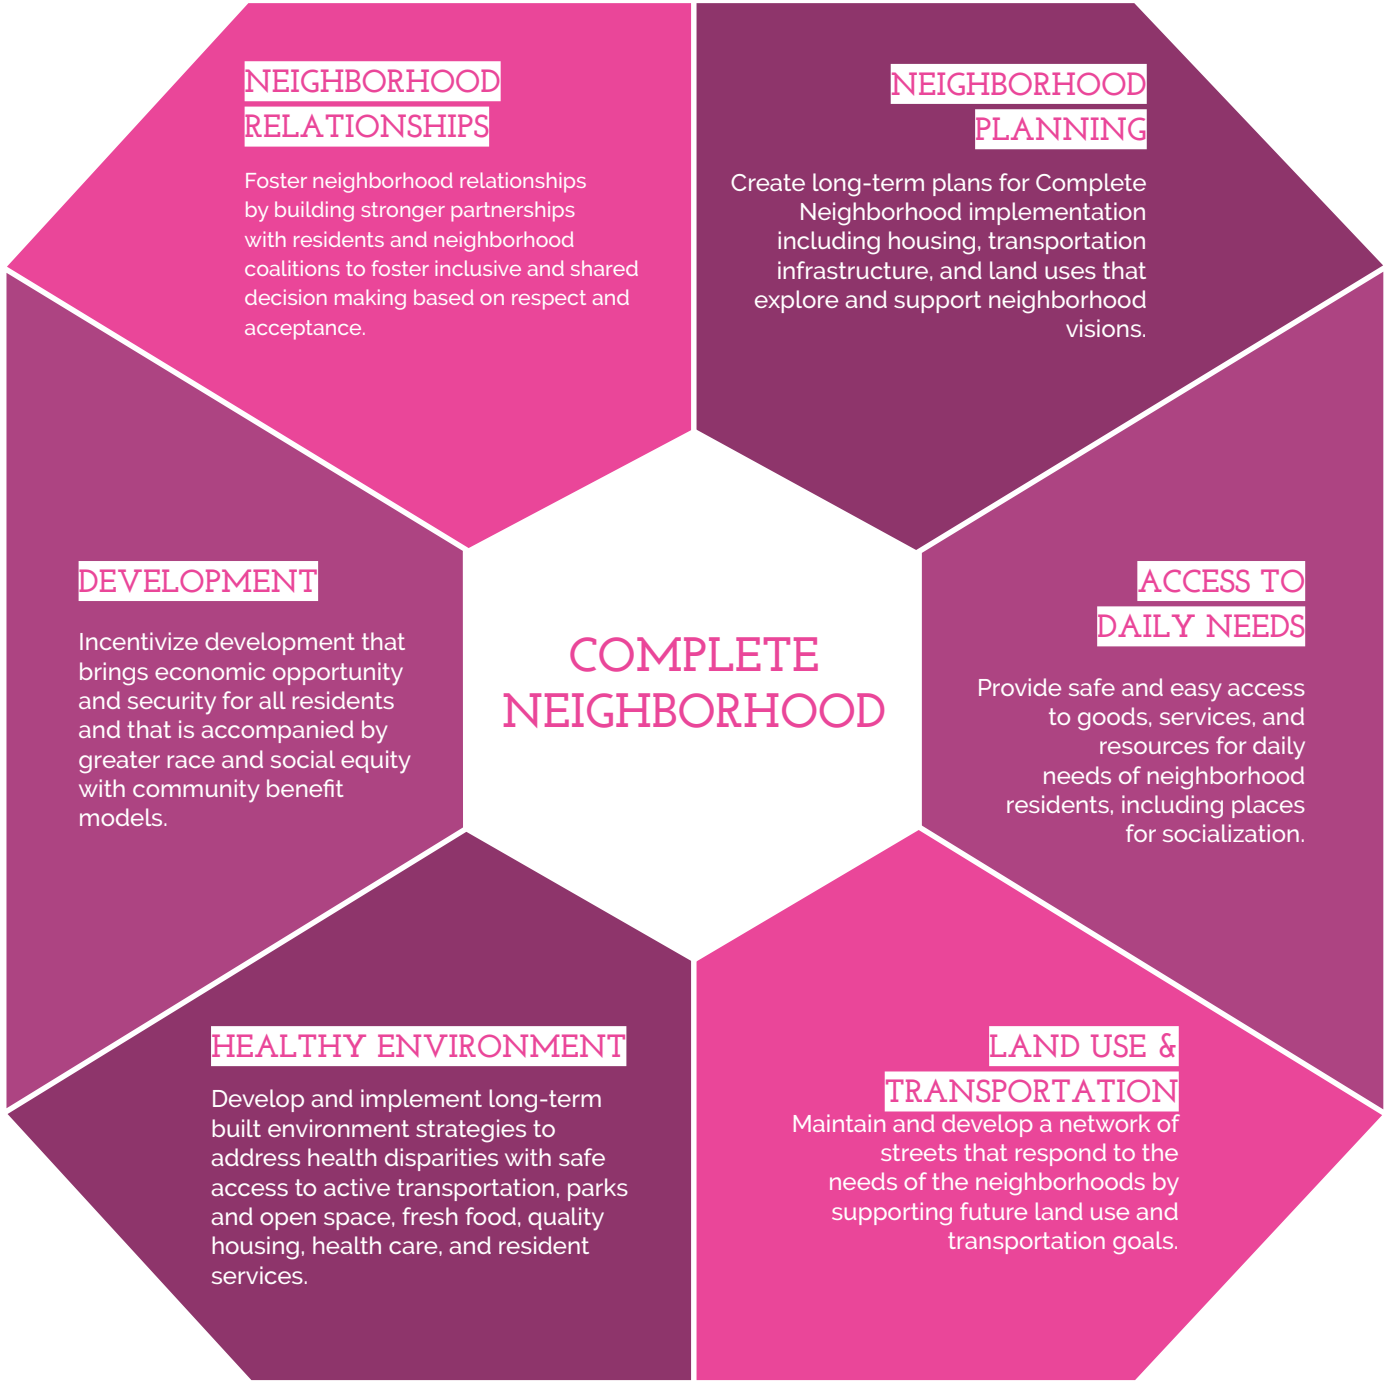 NEIGHBORHOOD
RELATIONSHIPS
Foster neighborhood relationships
by building stronger partnerships
with residents and neighborhood
coalitions to foster inclusive and shared
decision making based on respect and
acceptance.
NEIGHBORHOOD
PLANNING
Create long-term plans for Complete
Neighborhood implementation
including housing, transportation
infrastructure, and land uses that
explore and support neighborhood
visions.
DEVELOPMENT
Incentivize development that
brings economic opportunity
and security for all residents
and that is accompanied by
greater race and social equity
with community benefit
models.
COMPLETE
NEIGHBORHOOD
ACCESS TO
DAILY NEEDS
Provide safe and easy access
to goods, services, and
resources for daily
needs of neighborhood
residents, including places
for socialization.
HEALTHY ENVIRONMENT
Develop and implement long-term
built environment strategies to
address health disparities with safe
access to active transportation, parks
and open space, fresh food, quality
housing, health care, and resident
services.
LAND USE &
TRANSPORTATION
Maintain and develop a network of
streets that respond to the
needs of the neighborhoods by
supporting future land use and
transportation goals.